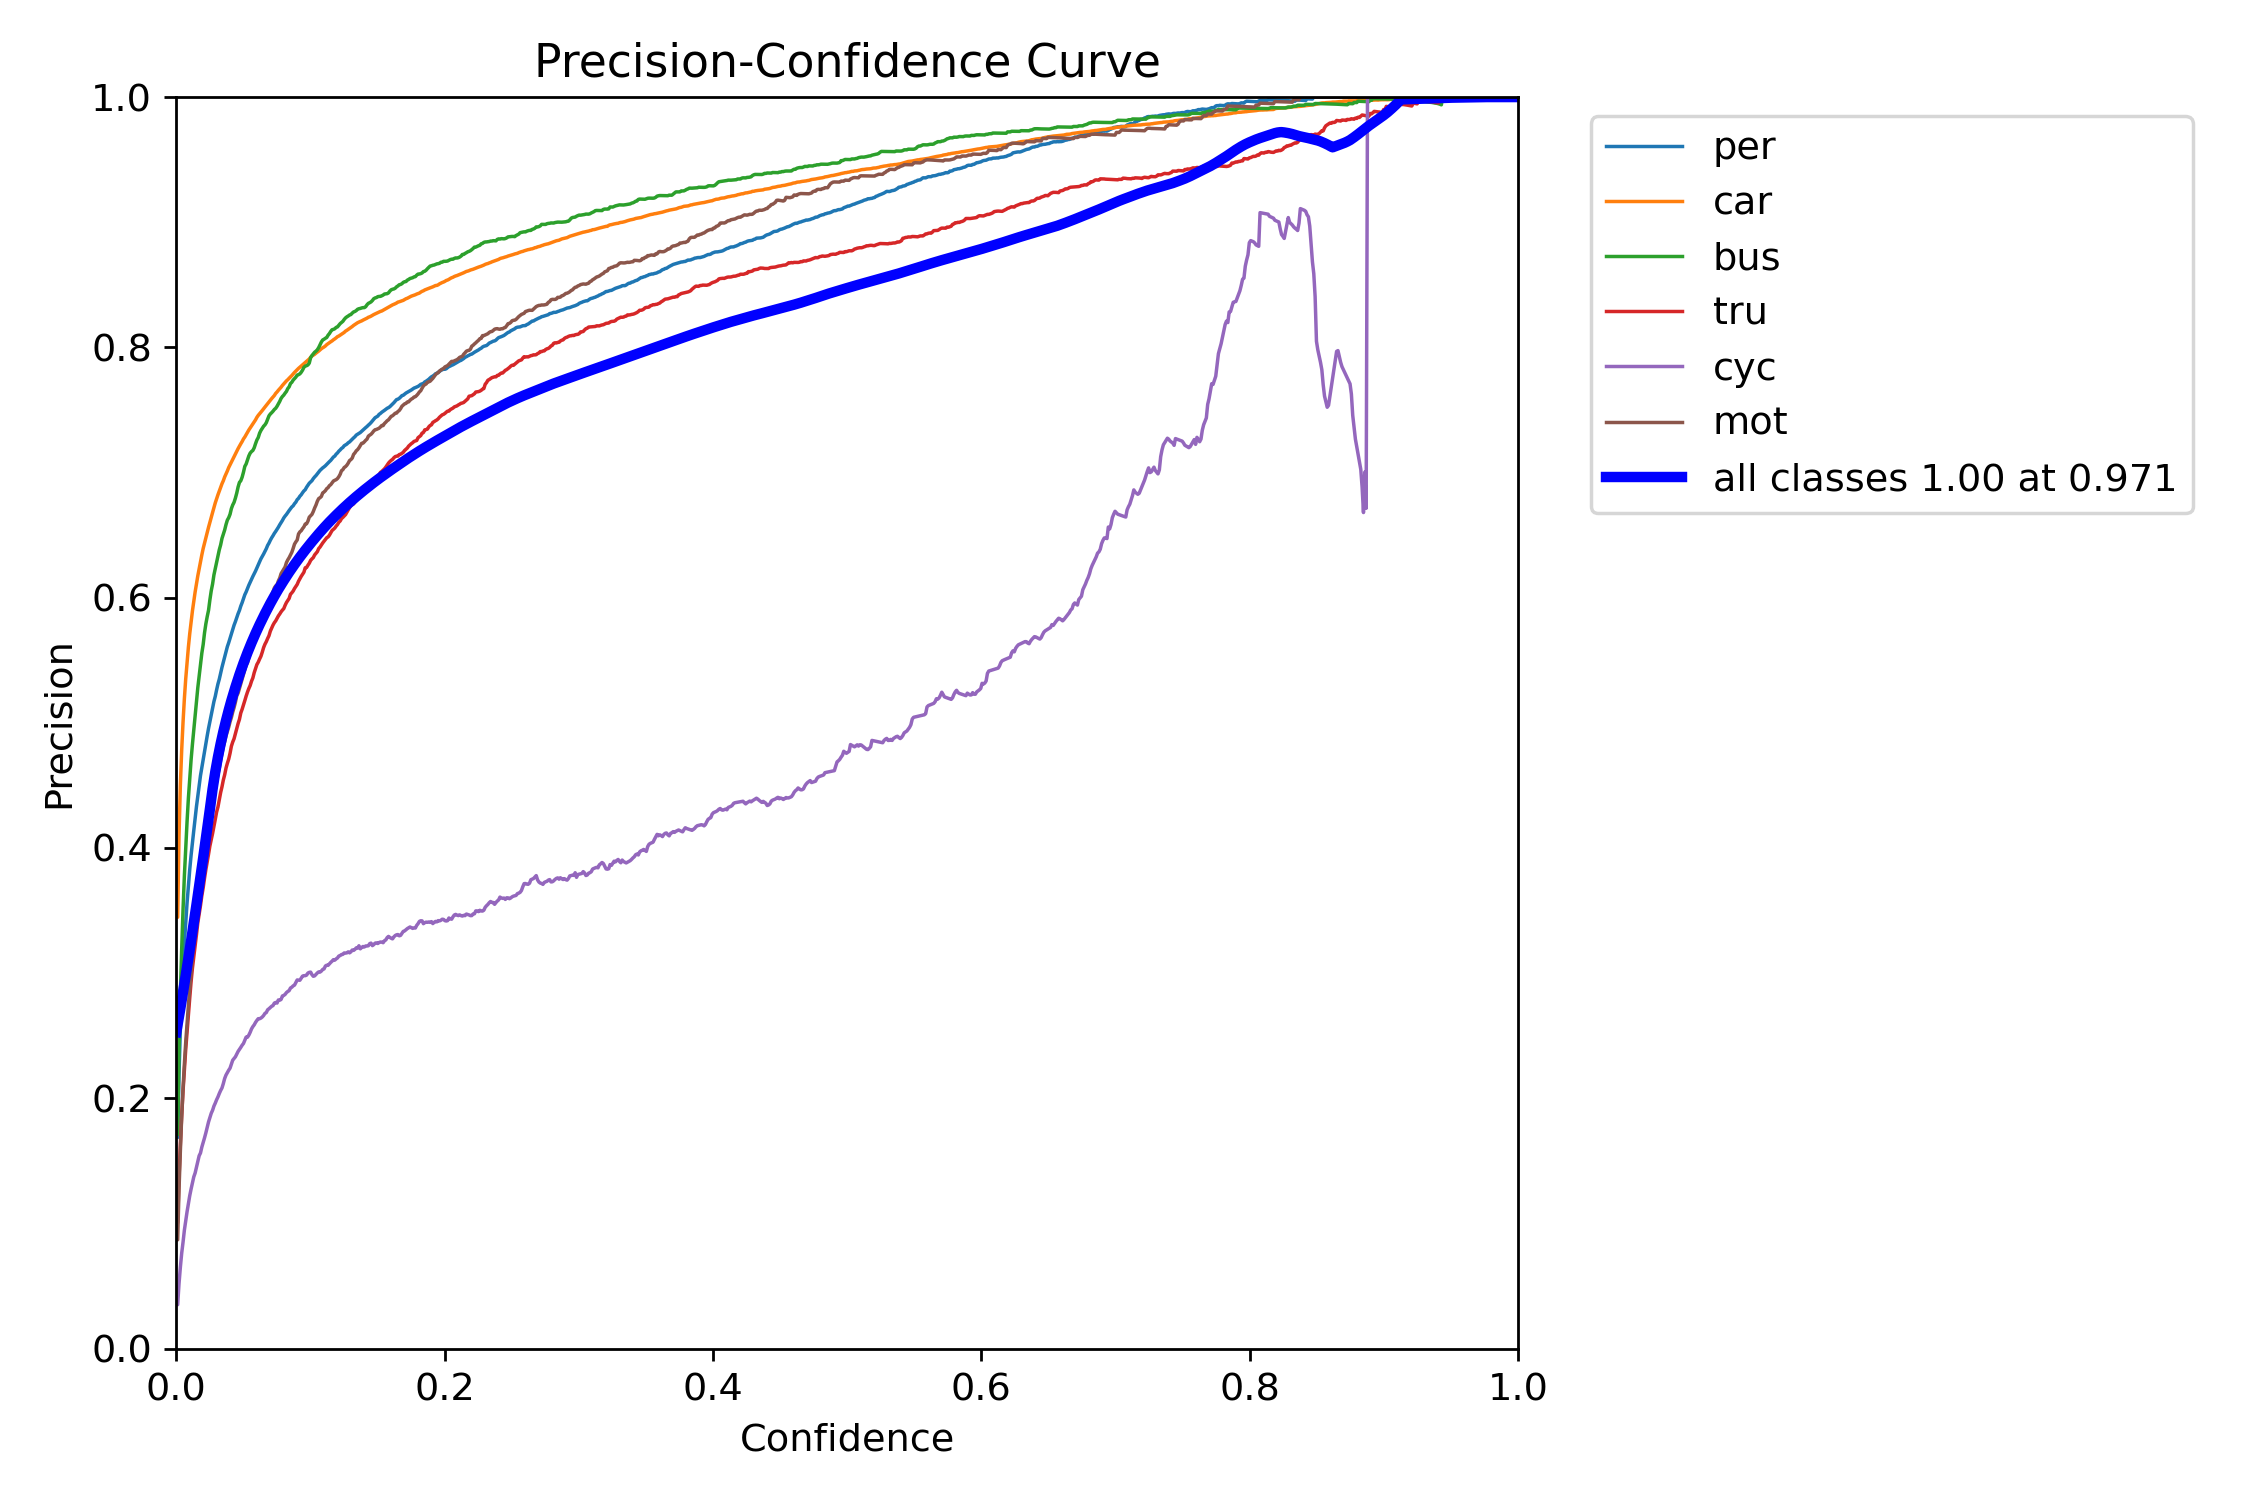 Precision-Confidence Curve
1.0
0.8
0.6
0.4
0.2
0.0
Precision
0.0 0.2 0.4 0.6 0.8 1.0
Confidence
per
car
bus
tru
cyc
mot
all classes 1.00 at 0.971